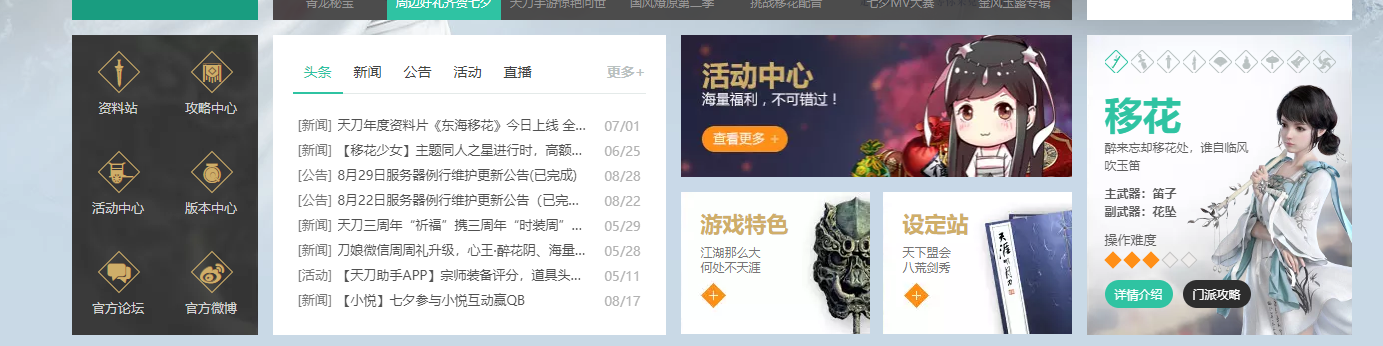 青龙秘宝
周边好礼齐贺七夕
天刀手游惊艳问世
国风燎原第二季
挑战移花配音
七夕MV大赛
金风玉露专辑
资料站
攻略中心
活动中心
版本中心
官方论坛
官方微博
头条 新闻 公告 活动 直播 更多+
[新闻] 天刀年度资料片《东海移花》今日上线 全... 07/01
[新闻] 【移花少女】主题同人之星进行时，高额... 06/25
[公告] 8月29日服务器例行维护更新公告(已完成) 08/28
[公告] 8月22日服务器例行维护更新公告（已完... 08/22
[新闻] 天刀三周年“祈福”携三周年“时装周”... 05/29
[新闻] 刀娘微信周周礼升级，心王·醉花阴、海量... 05/28
[活动] 【天刀助手APP】宗师装备评分，道具头... 05/11
[新闻] 【小悦】七夕参与小悦互动赢QB 08/17
活动中心
海量福利，不可错过！
查看更多 +
游戏特色
江湖那么大
何处不天涯
设定站
天下盟会
八荒剑秀
天涯明月刀
移花
醉来忘却移花处，谁自临风
吹玉笛
主武器：笛子
副武器：花坠
操作难度
详情介绍
门派攻略